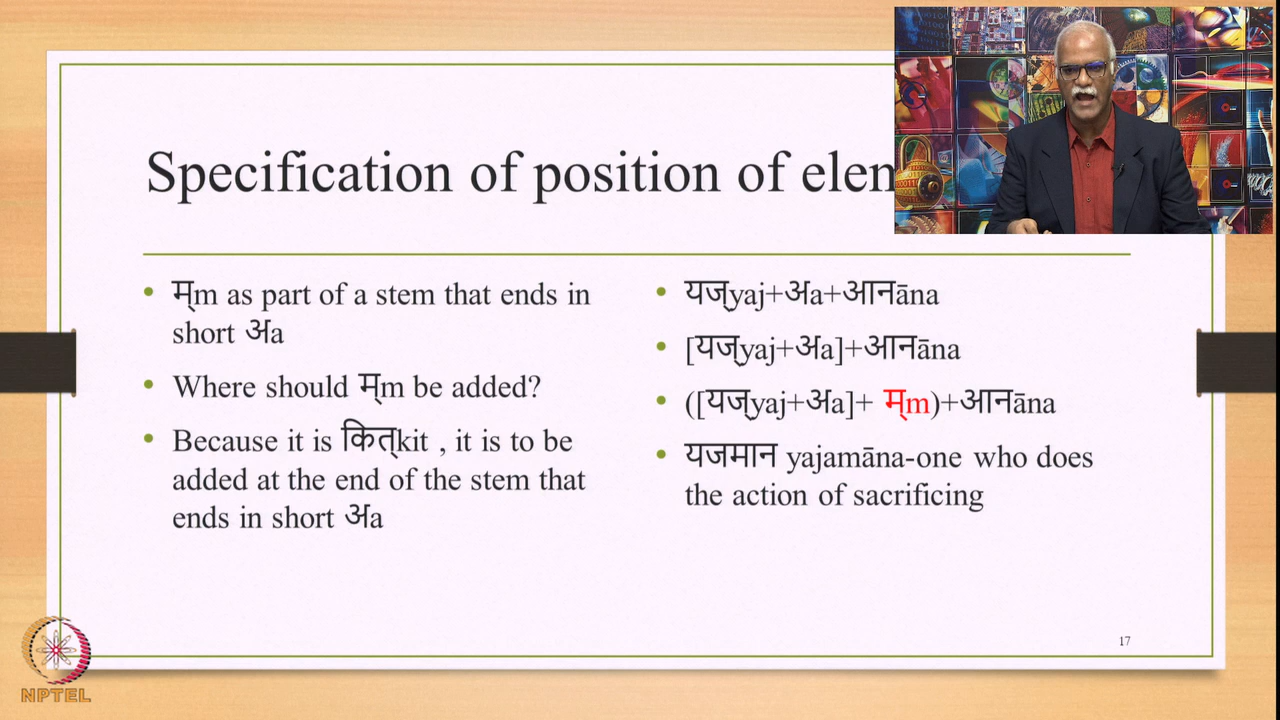 Specification of position of elem
म्m as part of a stem that ends in
short अa
Where should म्m be added?
Because it is कित्kit , it is to be
added at the end of the stem that
ends in short अa
यज्yaj+अa+आनāna
[यज्yaj+अa]+आनāna
([यज्yaj+अa]+ म्m)+आनāna
यजमान yajamāna-one who does
the action of sacrificing
17
NPTEL